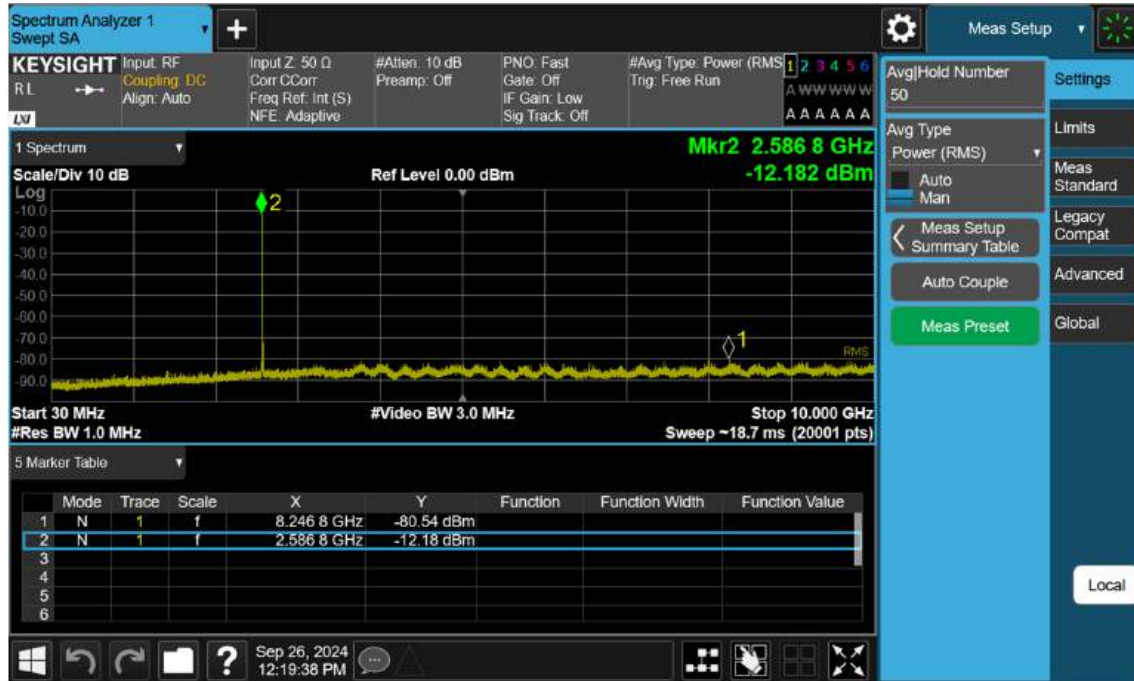 Spectrum Analyzer 1
Swept SA
+
Meas Setup
KEYSIGHT
RL
LXI
Input: RF
Coupling: DC
Align: Auto
Input Z: 50 Ω
Corr CCorr
Freq Ref: Int (S)
NFE: Adaptive
#Atten: 10 dB
Preamp: Off
PNO: Fast
Gate: Off
IF Gain: Low
Sig Track: Off
#Avg Type: Power (RMS
Trig: Free Run
1 2 3 4 5 6
A W W W W W
A A A A A A
1 Spectrum
Scale/Div 10 dB
Ref Level 0.00 dBm
Mkr2 2.586 8 GHz
-12.182 dBm
Log
-10.0
-20.0
-30.0
-40.0
-50.0
-60.0
-70.0
-80.0
-90.0
2
1
RMS
Start 30 MHz
#Video BW 3.0 MHz
Stop 10.000 GHz
#Res BW 1.0 MHz
Sweep ~18.7 ms (20001 pts)
5 Marker Table
Mode Trace Scale X Y Function Function Width Function Value
1 N 1 f 8.246 8 GHz -80.54 dBm
2 N 1 f 2.586 8 GHz -12.18 dBm
3
4
5
6
?
Sep 26, 2024
12:19:38 PM
Avg|Hold Number
50
Avg Type
Power (RMS)
Auto
Man
Meas Setup
Summary Table
Auto Couple
Meas Preset
Settings
Limits
Meas
Standard
Legacy
Compat
Advanced
Global
Local